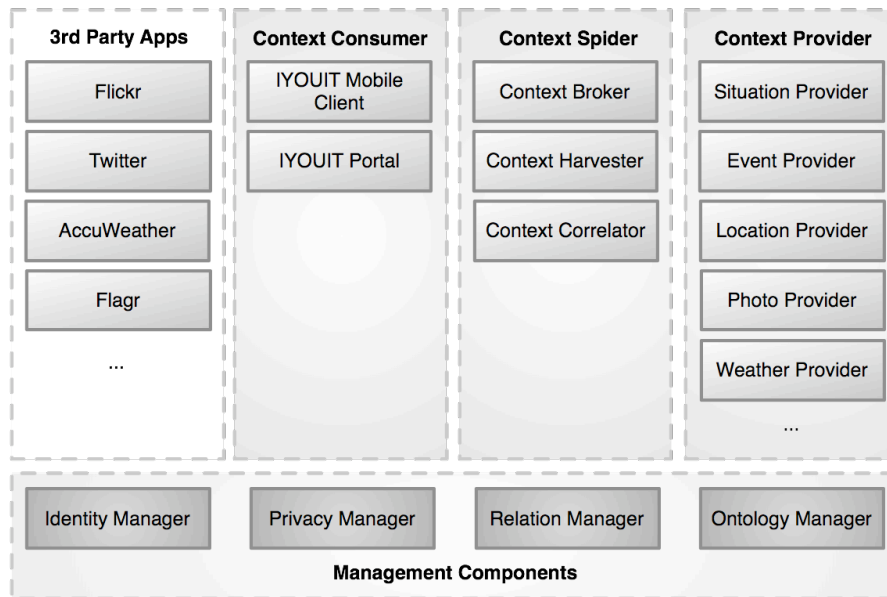 3rd Party Apps
Flickr
Twitter
AccuWeather
Flagr
...
Context Consumer
IYOUIT Mobile
Client
IYOUIT Portal
Context Spider
Context Broker
Context Harvester
Context Correlator
Context Provider
Situation Provider
Event Provider
Location Provider
Photo Provider
Weather Provider
...
Identity Manager
Privacy Manager
Relation Manager
Ontology Manager
Management Components